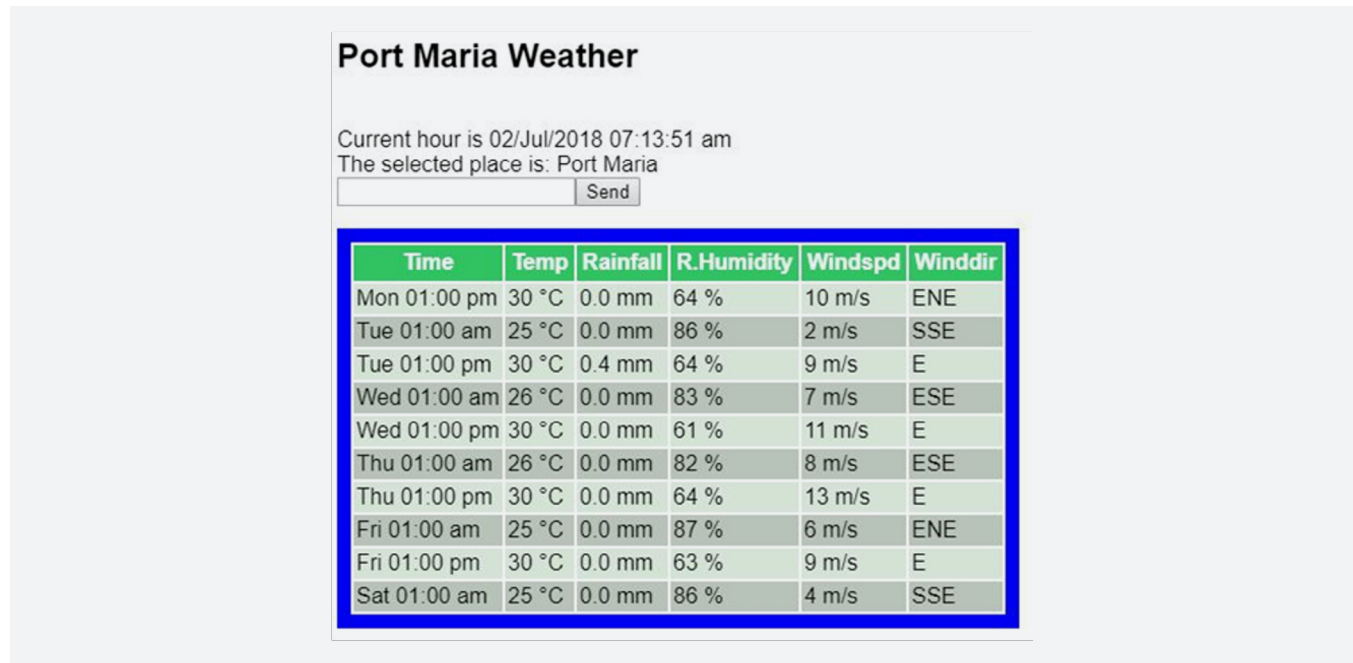 Port Maria Weather
Current hour is 02/Jul/2018 07:13:51 am
The selected place is: Port Maria
Send
Time Temp Rainfall R.Humidity Windspd Winddir
Mon 01:00 pm 30 °C 0.0 mm 64 % 10 m/s ENE
Tue 01:00 am 25 °C 0.0 mm 86 % 2 m/s SSE
Tue 01:00 pm 30 °C 0.4 mm 64 % 9 m/s E
Wed 01:00 am 26 °C 0.0 mm 83 % 7 m/s ESE
Wed 01:00 pm 30 °C 0.0 mm 61 % 11 m/s E
Thu 01:00 am 26 °C 0.0 mm 82 % 8 m/s ESE
Thu 01:00 pm 30 °C 0.0 mm 64 % 13 m/s E
Fri 01:00 am 25 °C 0.0 mm 87 % 6 m/s ENE
Fri 01:00 pm 30 °C 0.0 mm 63 % 9 m/s E
Sat 01:00 am 25 °C 0.0 mm 86 % 4 m/s SSE